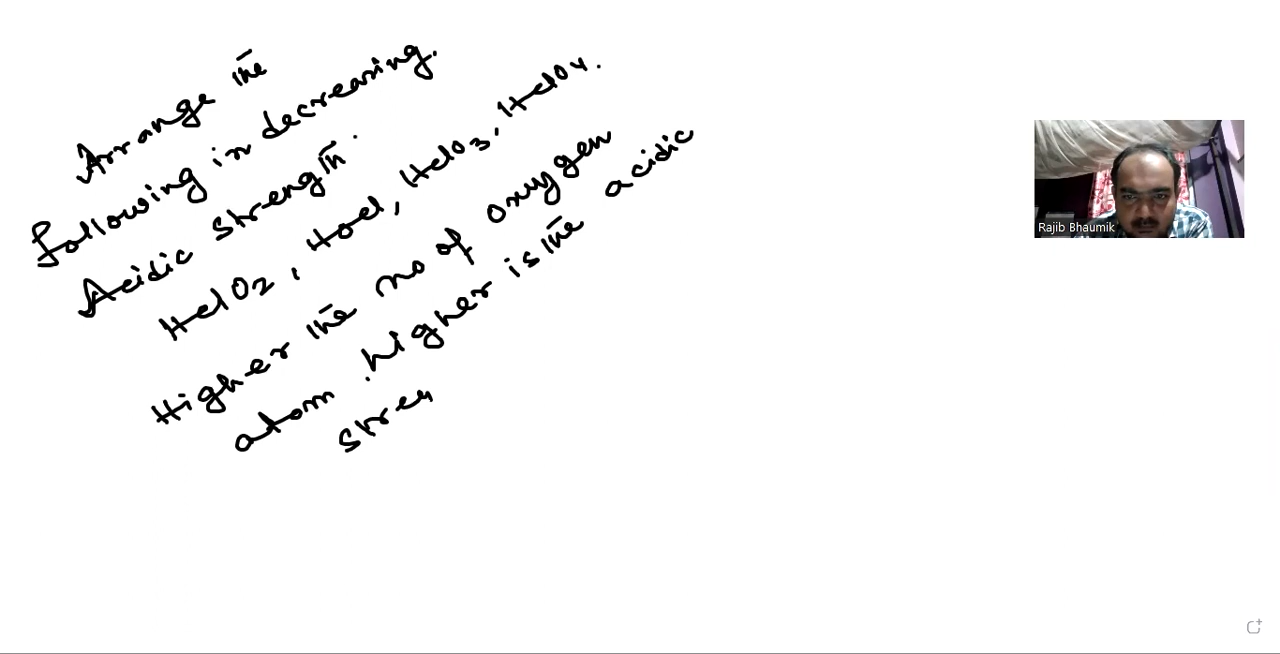 Arrange the
following in decreasing.
Acidic strength.
HClO2, HOCl, HClO3, HClO4.
Higher the no of oxygen
atom. higher is the acidic
stren
Rajib Bhaumik